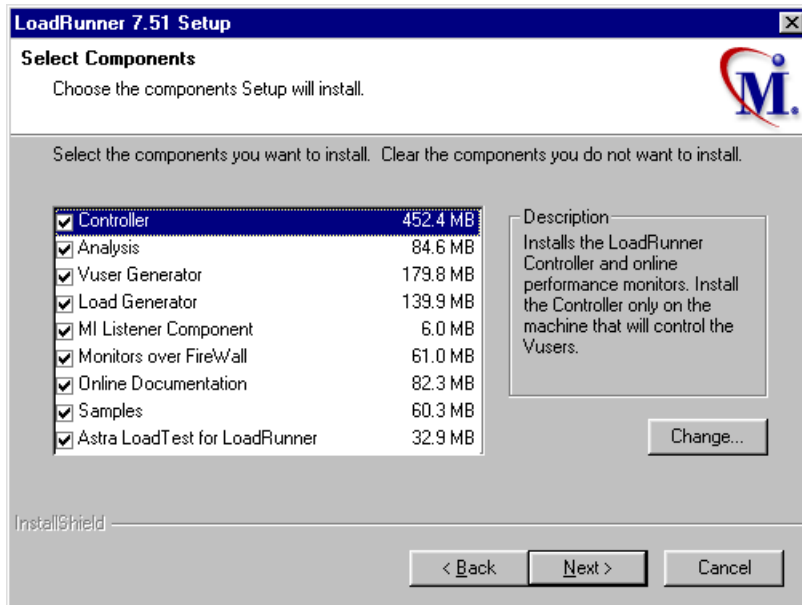 LoadRunner 7.51 Setup
Select Components
Choose the components Setup will install.
M.
Select the components you want to install. Clear the components you do not want to install.
Controller 452.4 MB
Analysis 84.6 MB
Vuser Generator 179.8 MB
Load Generator 139.9 MB
MI Listener Component 6.0 MB
Monitors over FireWall 61.0 MB
Online Documentation 82.3 MB
Samples 60.3 MB
Astra LoadTest for LoadRunner 32.9 MB
Description
Installs the LoadRunner
Controller and online
performance monitors. Install
the Controller only on the
machine that will control the
Vusers.
Change...
InstallShield
< Back
Next >
Cancel